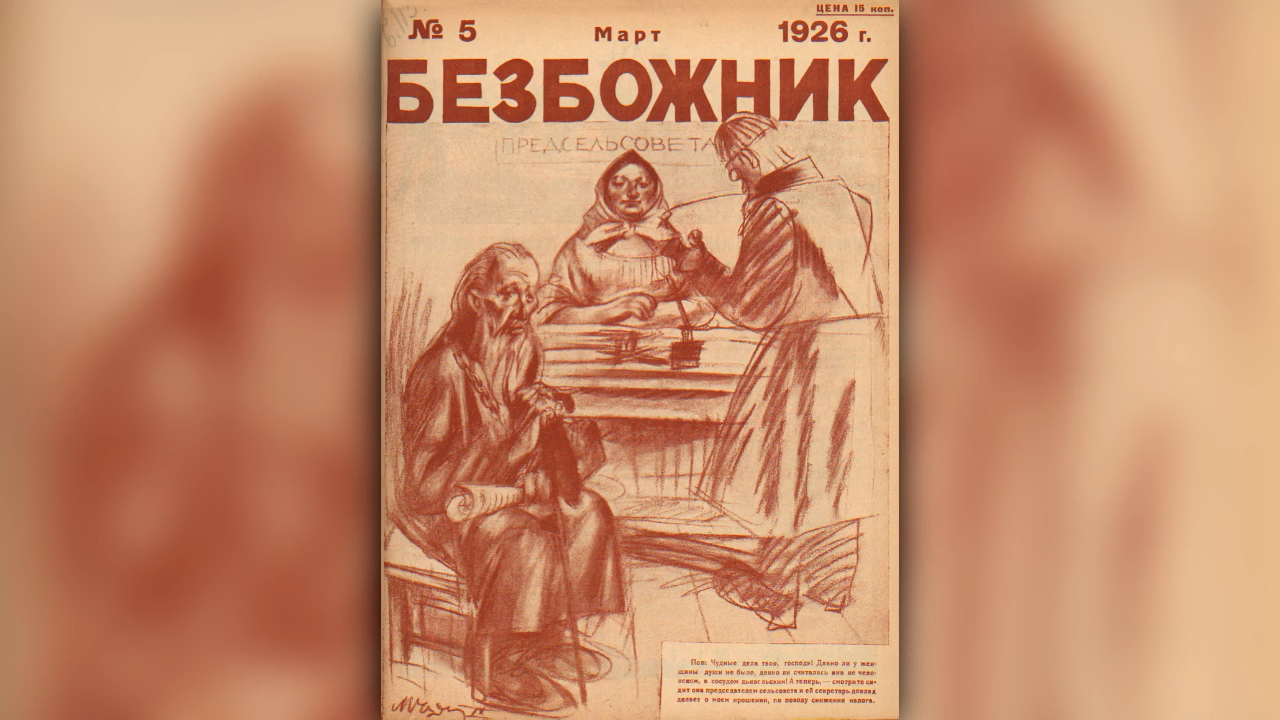 ЦЕНА 15 коп.
№ 5 Март 1926 г.
БЕЗБОЖНИК
ПРЕДСЕЛЬСОВЕТА
Поп: Чудные дела твоя, господи! Давно ли у жен-
щины души не было, давно ли считалась она не чело-
веком, а сосудом дьявольским! А теперь, — смотрите си-
дит она председателем сельсовета и ей секретарь доклад
делает о моем прошении, по поводу снижения налога.